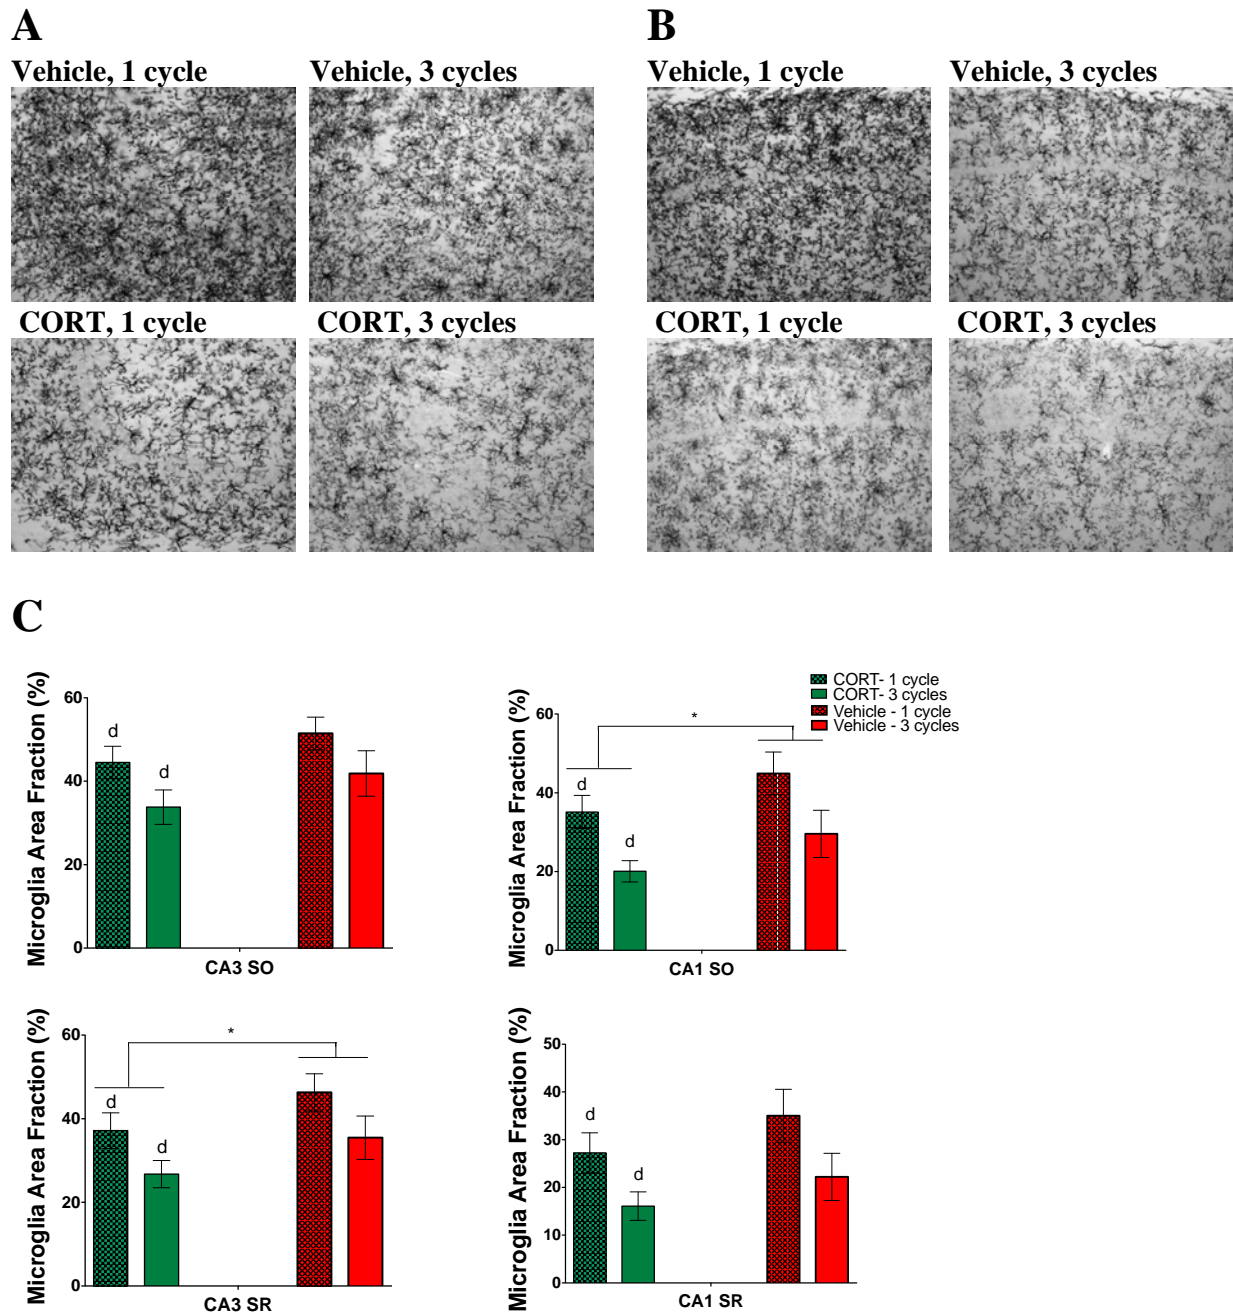 A
B
Vehicle, 1 cycle
Vehicle, 3 cycles
Vehicle, 1 cycle
Vehicle, 3 cycles
CORT, 1 cycle
CORT, 3 cycles
CORT, 1 cycle
CORT, 3 cycles
C
Microglia Area Fraction (%)
60
40
20
0
d
d
CA3 SO
Microglia Area Fraction (%)
60
40
20
0
d
d
*
CA1 SO
CORT- 1 cycle
CORT- 3 cycles
Vehicle - 1 cycle
Vehicle - 3 cycles
Microglia Area Fraction (%)
60
40
20
0
d
d
*
CA3 SR
Microglia Area Fraction (%)
50
40
30
20
10
0
d
d
CA1 SR